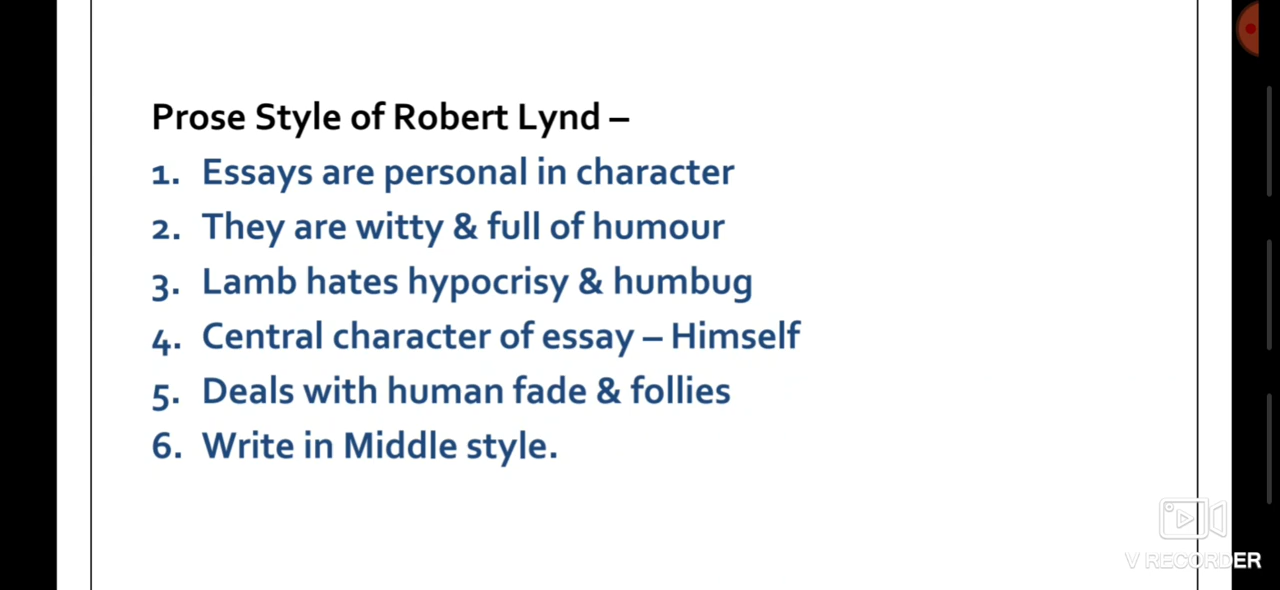 Prose Style of Robert Lynd –
1. Essays are personal in character
2. They are witty & full of humour
3. Lamb hates hypocrisy & humbug
4. Central character of essay – Himself
5. Deals with human fade & follies
6. Write in Middle style.
V RECORDER